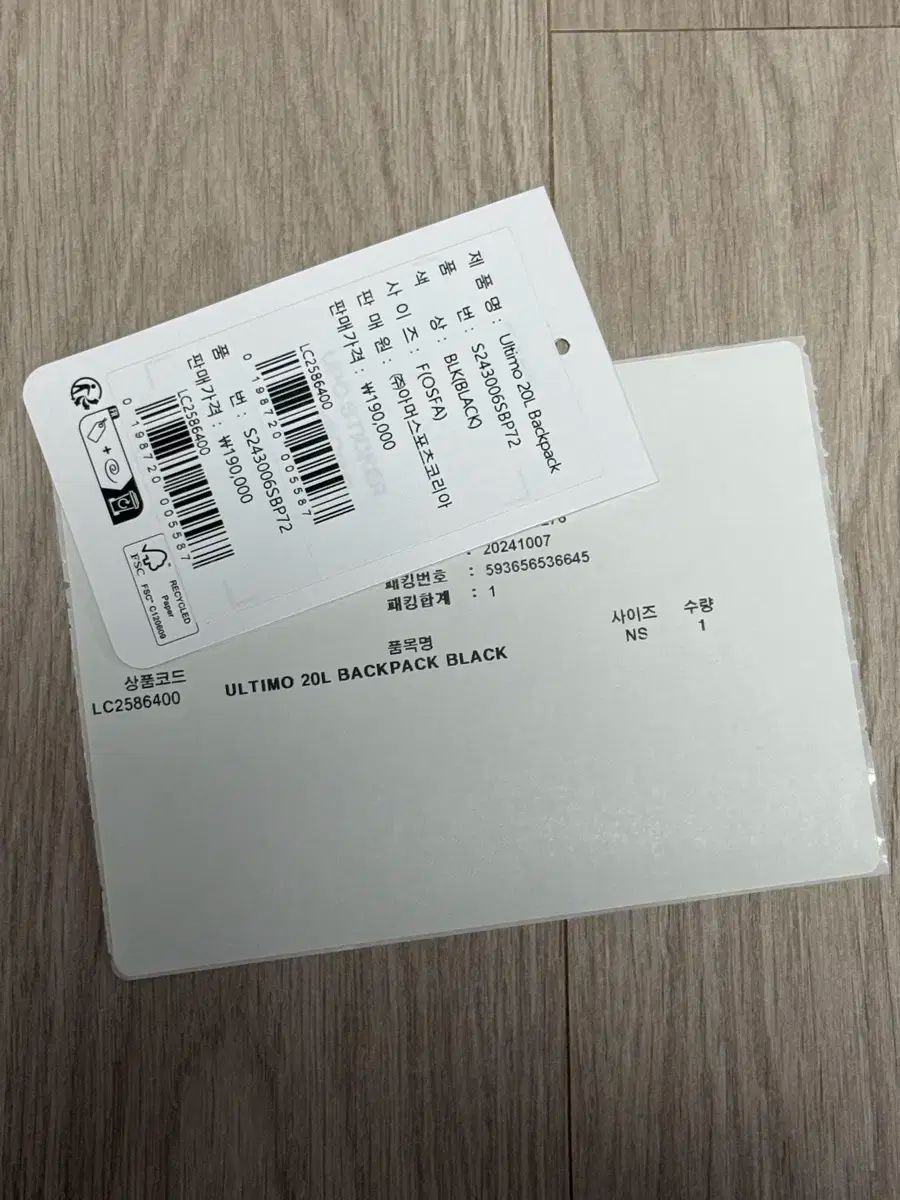 제 품 명 : Ultimo 20L Backpack
품 번 : S243006SBP72
색 상 : BLK(BLACK)
사 이 즈 : F(OSFA)
판 매 원 : ㈜아머스포츠코리아
판매가격 : ₩190,000
LC2586400
0 198720 005587
품 번 : S243006SBP72
판매가격 : ₩190,000
LC2586400
0 198720 005587
FR
FSC
RECYCLED
Paper
FSC® C120609
: 20241007
패킹번호 : 593656536645
패킹합계 : 1
상품코드 품목명 사이즈 수량
LC2586400 ULTIMO 20L BACKPACK BLACK NS 1